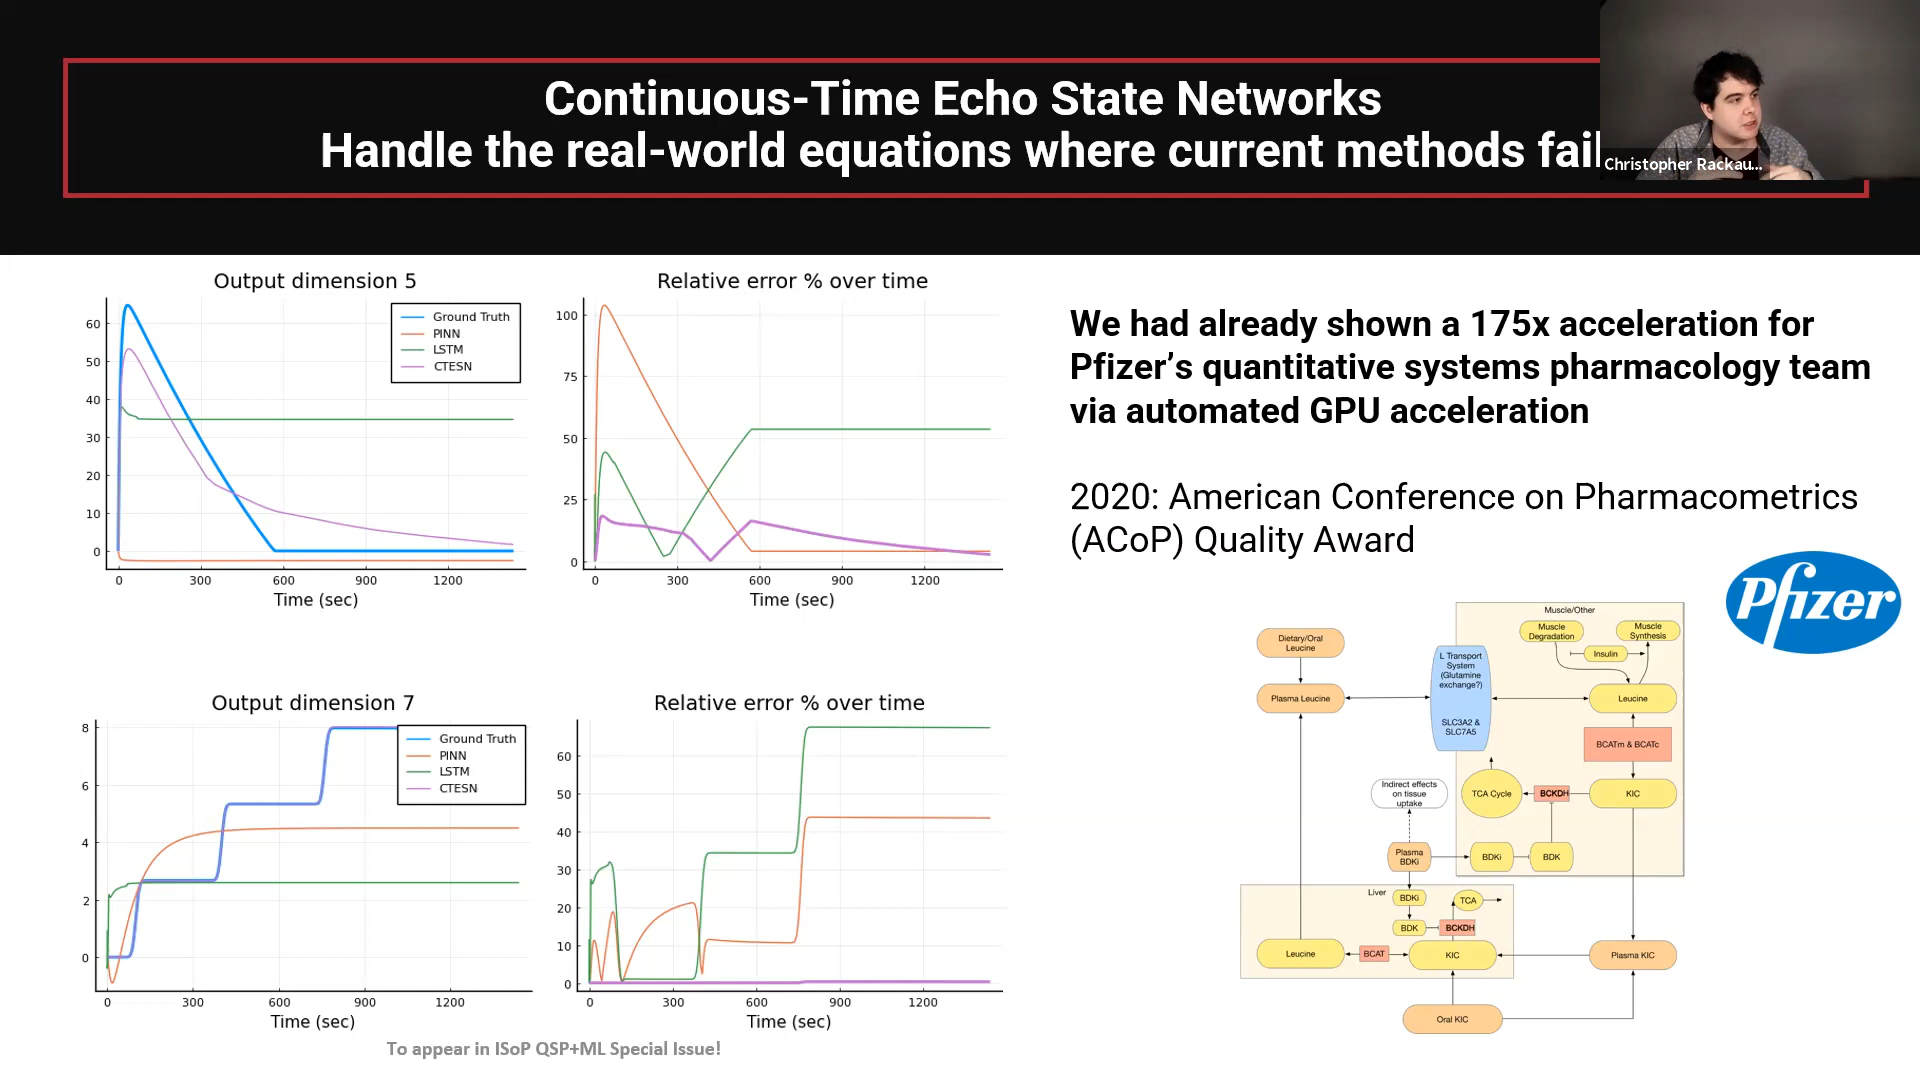 Continuous-Time Echo State Networks
Handle the real-world equations where current methods fail
Christopher Rackau...
Output dimension 5
60
50
40
30
20
10
0
0 300 600 900 1200
Time (sec)
Ground Truth
PINN
LSTM
CTESN
Relative error % over time
100
75
50
25
0
0 300 600 900 1200
Time (sec)
We had already shown a 175x acceleration for
Pfizer’s quantitative systems pharmacology team
via automated GPU acceleration
2020: American Conference on Pharmacometrics
(ACoP) Quality Award
Pfizer
Output dimension 7
8
6
4
2
0
0 300 600 900 1200
Time (sec)
Ground Truth
PINN
LSTM
CTESN
Relative error % over time
60
50
40
30
20
10
0
0 300 600 900 1200
Time (sec)
Muscle/Other
Dietary/Oral
Leucine
Plasma Leucine
L Transport
System
(Glutamine
exchange?)
SLC3A2 &
SLC7A5
Muscle
Degradation
Muscle
Synthesis
Insulin
Leucine
BCATm & BCATc
Indirect effects
on tissue
uptake
TCA Cycle
BCKDH
KIC
Plasma
BDKi
BDKi
BDK
Liver
BDKi
TCA
BDK
BCKDH
Leucine
BCAT
KIC
Plasma KIC
Oral KIC
To appear in ISoP QSP+ML Special Issue!